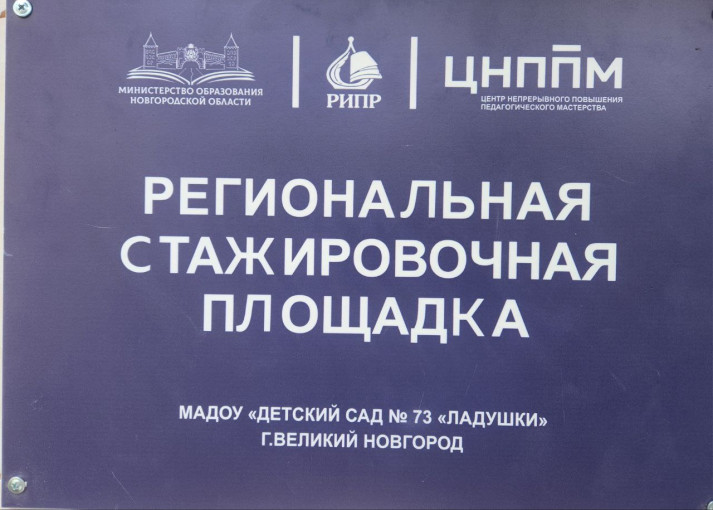 МИНИСТЕРСТВО ОБРАЗОВАНИЯ
НОВГОРОДСКОЙ ОБЛАСТИ
РИПР
ЦНППМ
ЦЕНТР НЕПРЕРЫВНОГО ПОВЫШЕНИЯ
ПЕДАГОГИЧЕСКОГО МАСТЕРСТВА
РЕГИОНАЛЬНАЯ
СТАЖИРОВОЧНАЯ
ПЛОЩАДКА
МАДОУ «ДЕТСКИЙ САД № 73 «ЛАДУШКИ»
Г.ВЕЛИКИЙ НОВГОРОД